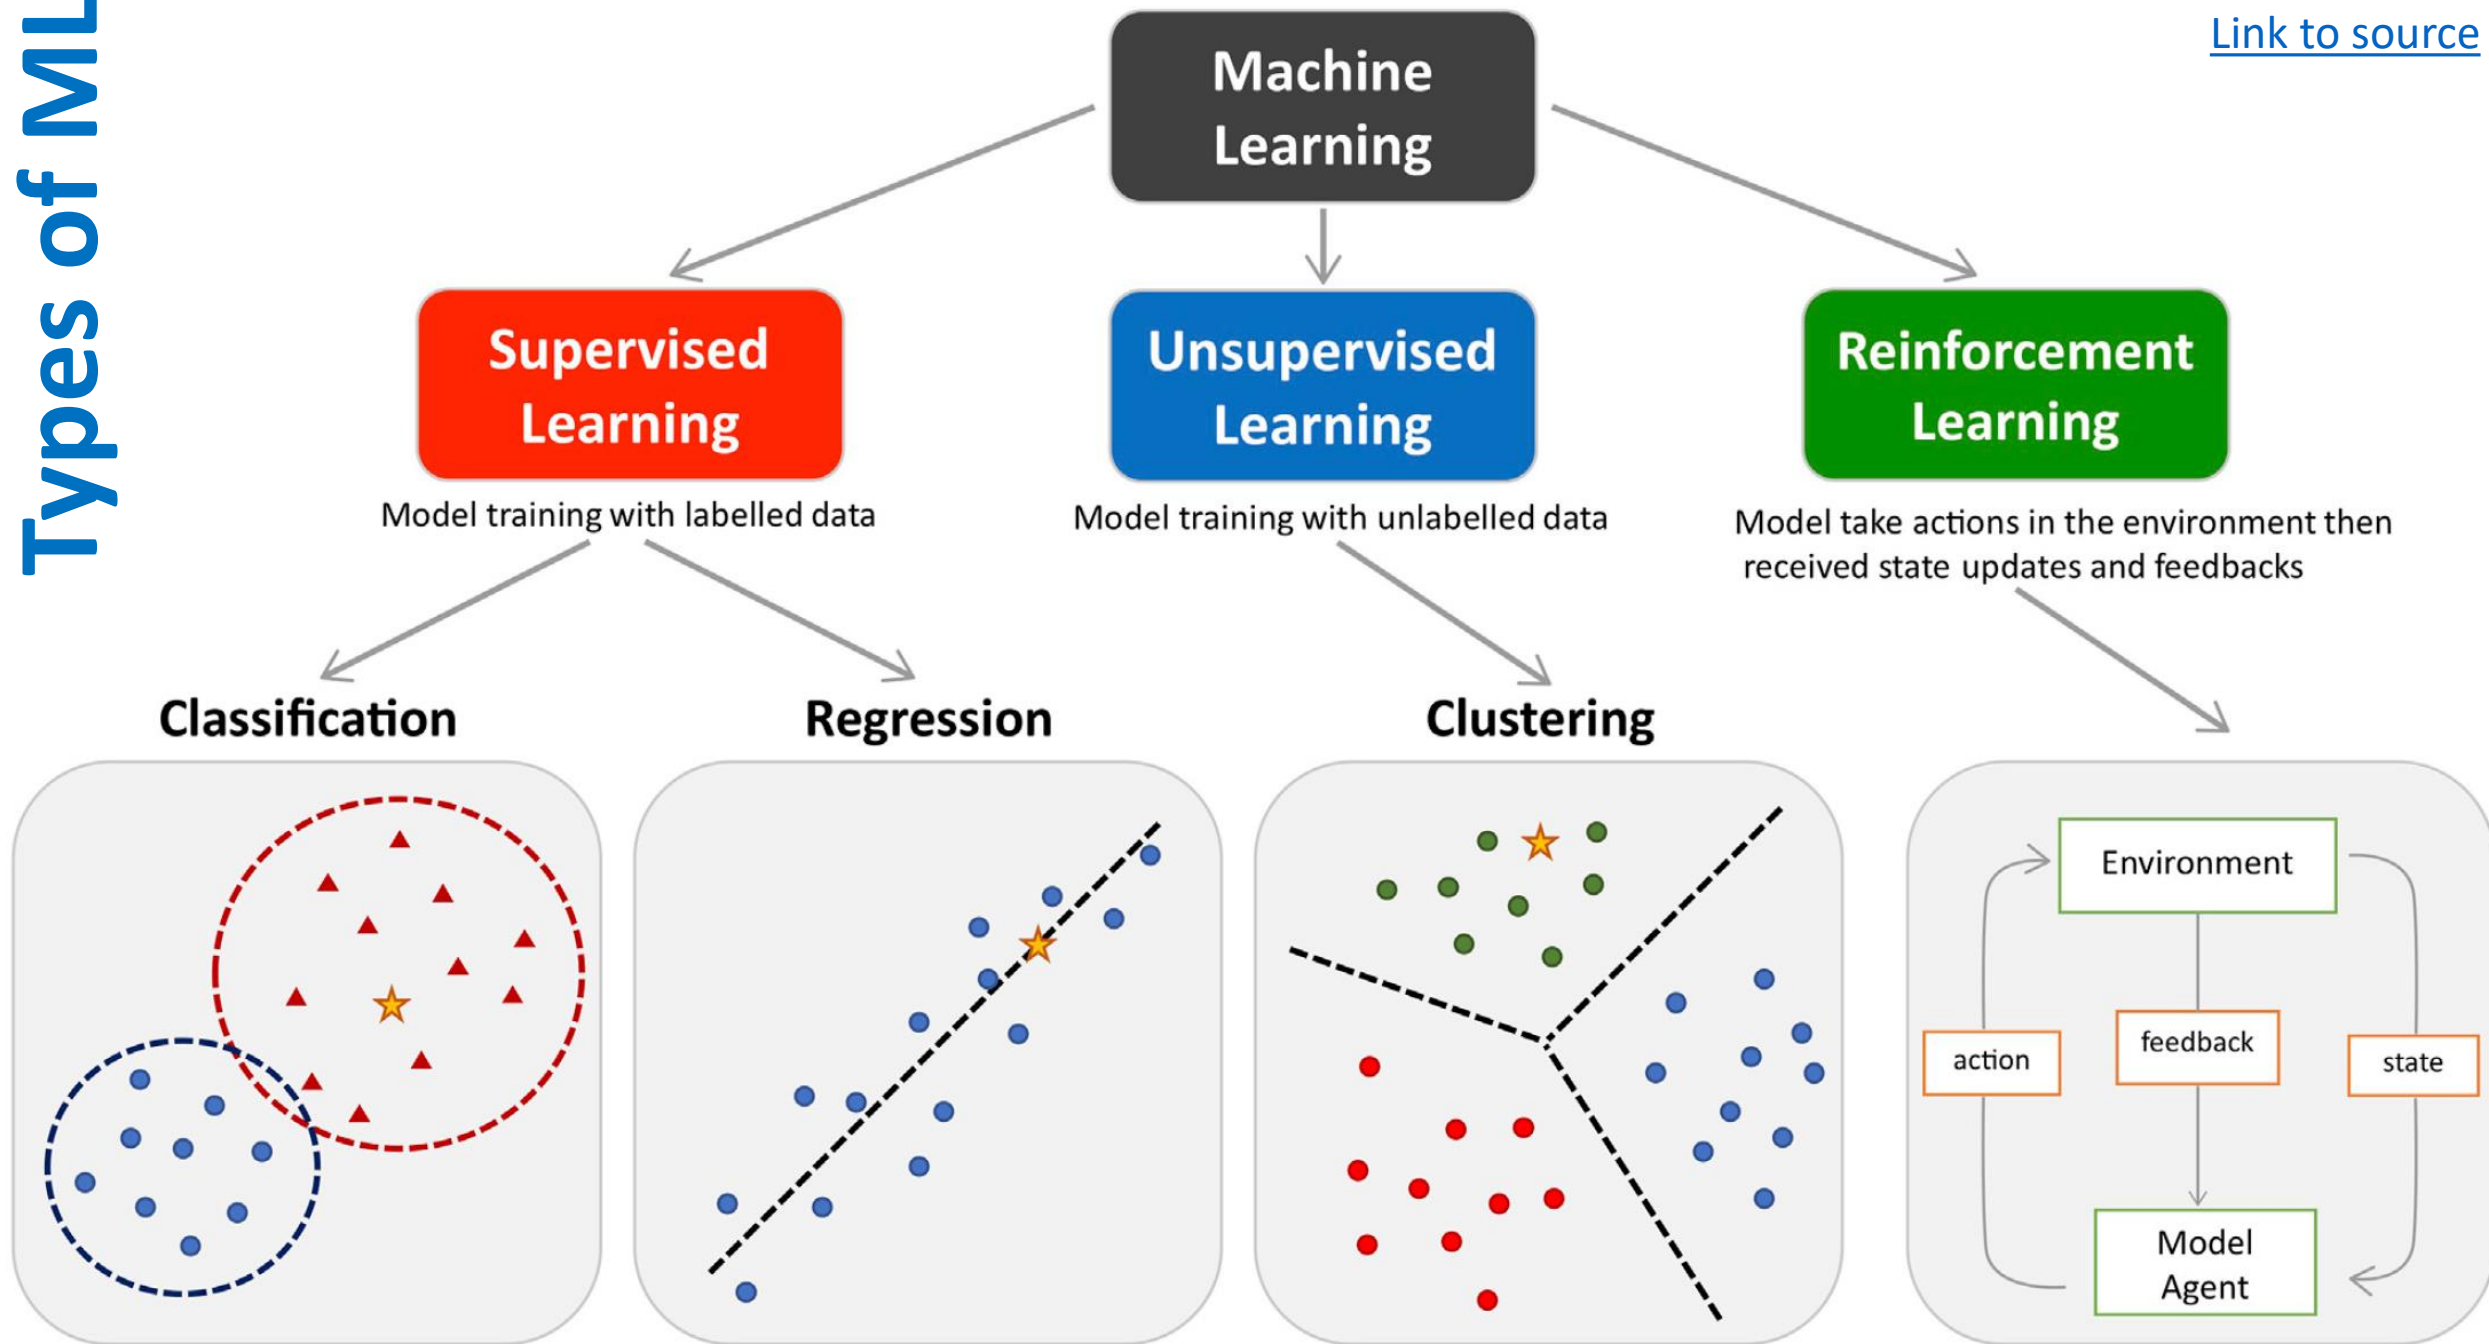 Types of ML
Link to source
Machine
Learning
Supervised
Learning
Unsupervised
Learning
Reinforcement
Learning
Model training with labelled data
Model training with unlabelled data
Model take actions in the environment then
received state updates and feedbacks
Classification
Regression
Clustering
Environment
action
feedback
state
Model
Agent